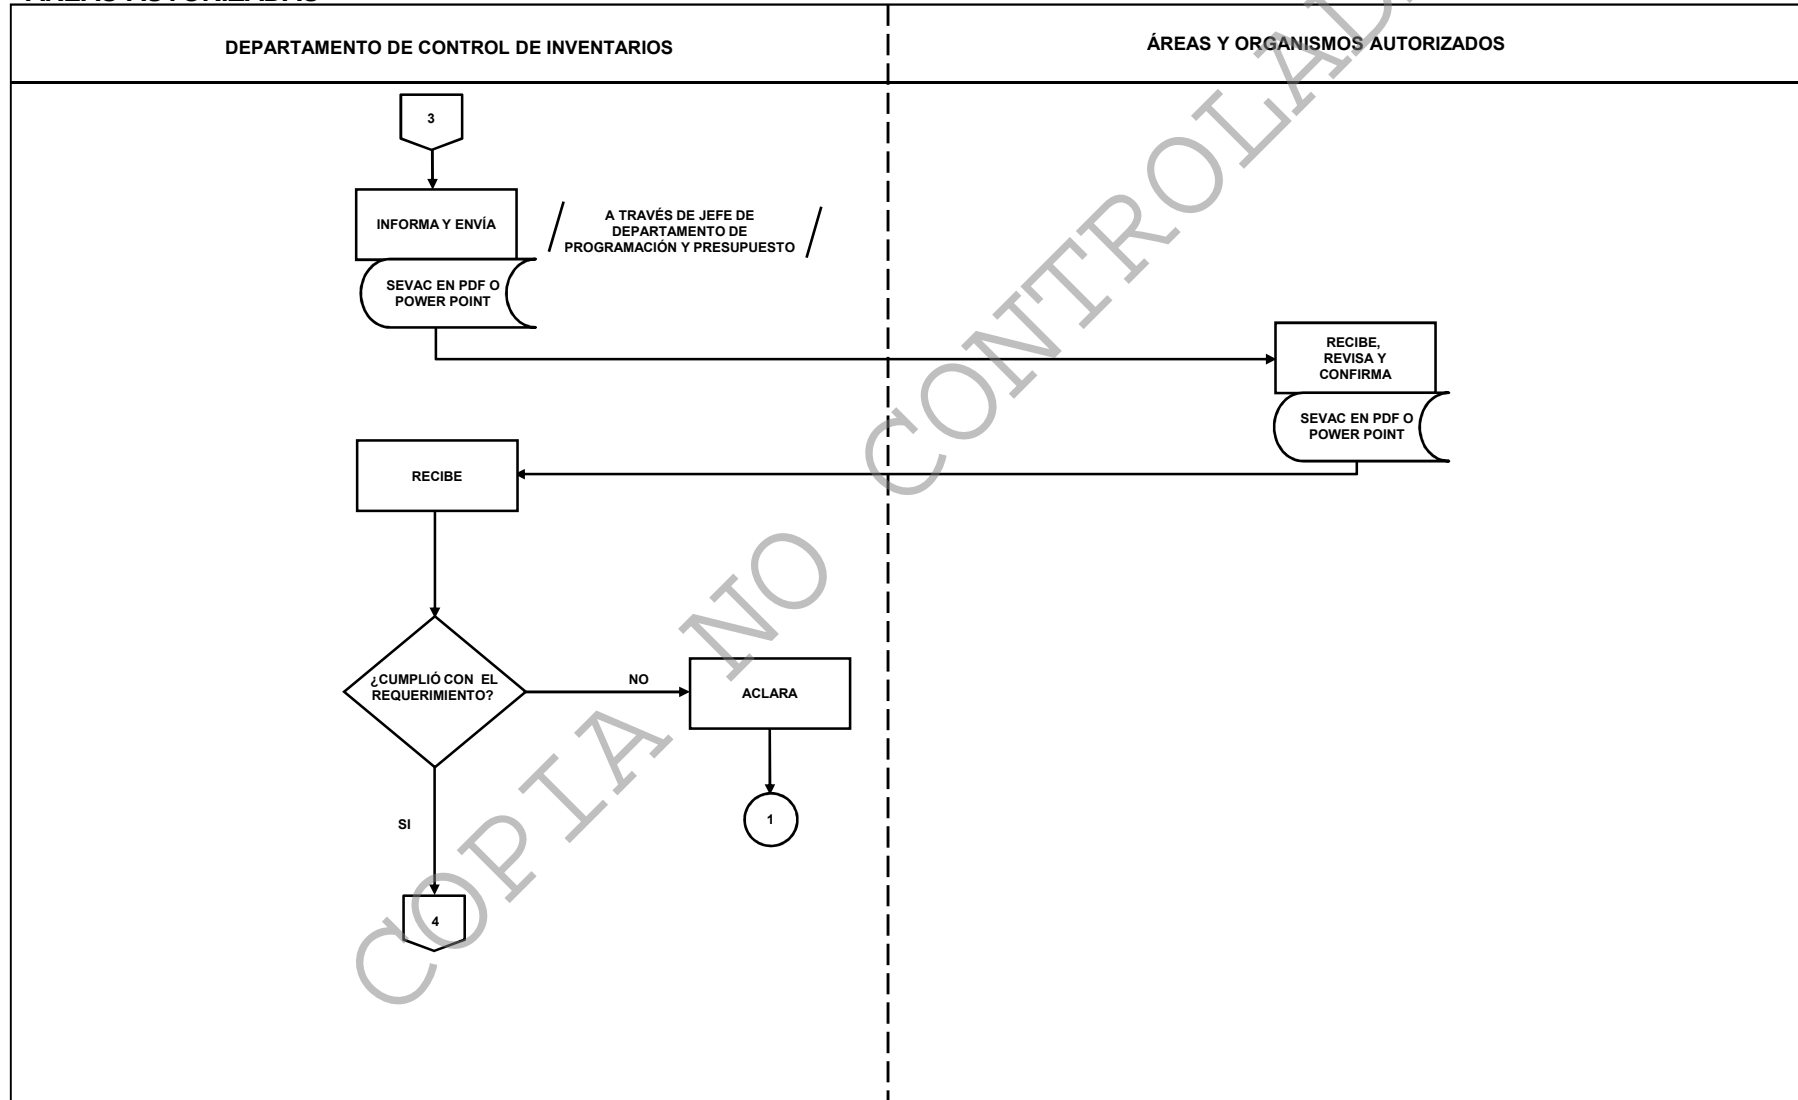 DEPARTAMENTO DE CONTROL DE INVENTARIOS
ÁREAS Y ORGANISMOS AUTORIZADOS
3
INFORMA Y ENVÍA
A TRAVÉS DE JEFE DE
DEPARTAMENTO DE
PROGRAMACIÓN Y PRESUPUESTO
SEVAC EN PDF O
POWER POINT
RECIBE,
REVISA Y
CONFIRMA
SEVAC EN PDF O
POWER POINT
RECIBE
¿CUMPLIÓ CON  EL
REQUERIMIENTO?
NO
ACLARA
SI
1
4
COPIA NO CONTROLAD